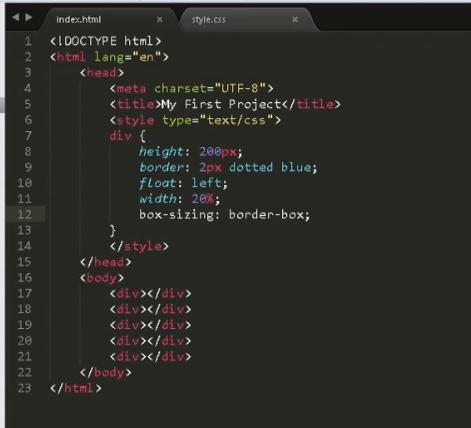 index.html × style.css ×
1 <!DOCTYPE html>
2 <html lang="en">
3     <head>
4         <meta charset="UTF-8">
5         <title>My First Project</title>
6         <style type="text/css">
7         div {
8             height: 200px;
9             border: 2px dotted blue;
10             float: left;
11             width: 20%;
12             box-sizing: border-box;
13         }
14         </style>
15     </head>
16     <body>
17         <div></div>
18         <div></div>
19         <div></div>
20         <div></div>
21         <div></div>
22     </body>
23 </html>